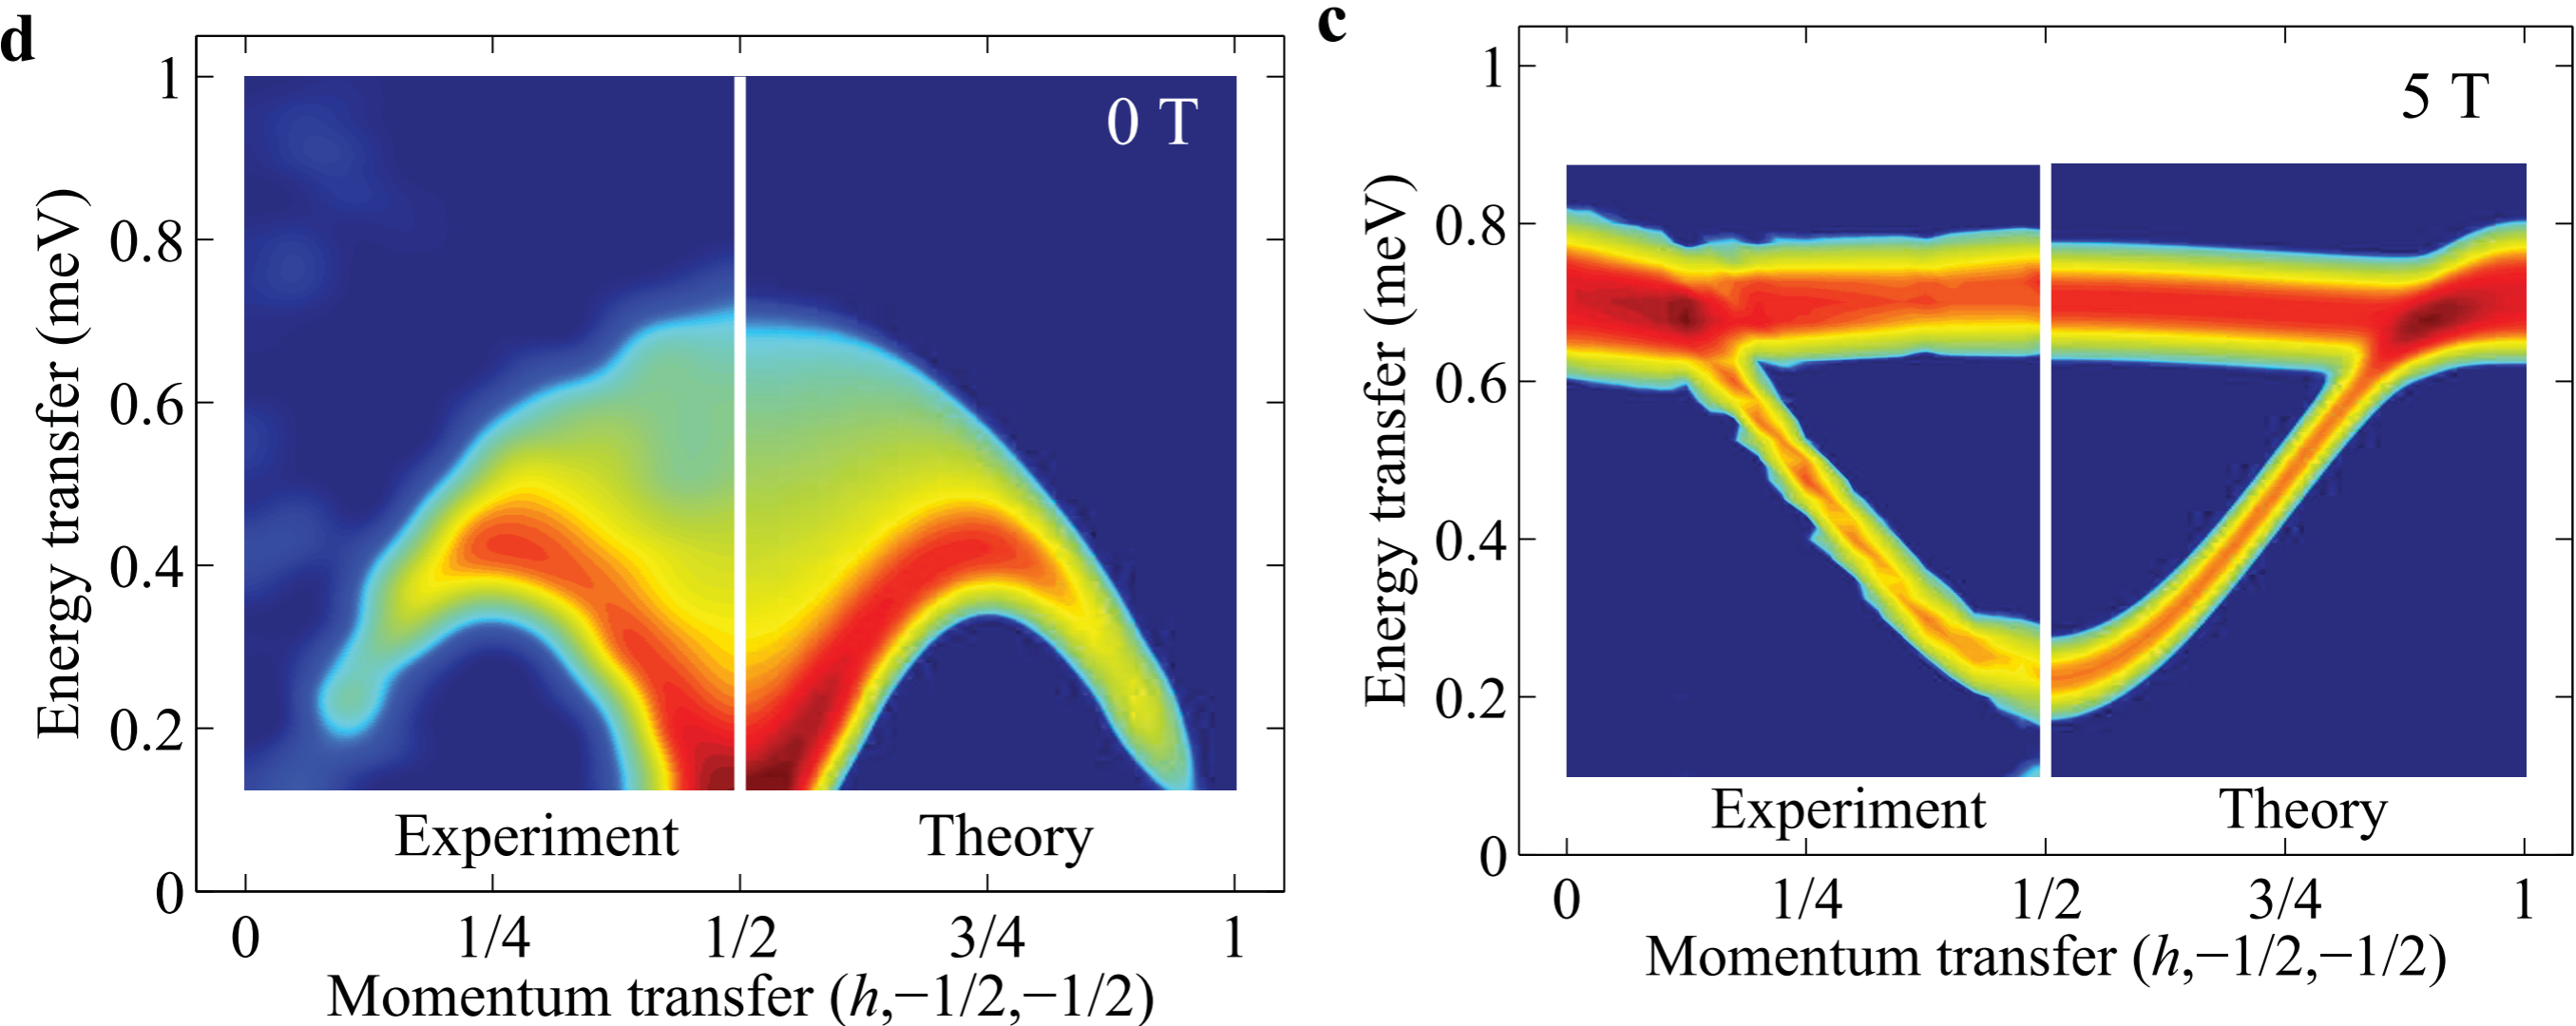 d
0 T
1
0.8
0.6
0.4
0.2
0
Energy transfer (meV)
Experiment
Theory
0
1/4
1/2
3/4
1
Momentum transfer (h,−1/2,−1/2)
c
5 T
1
0.8
0.6
0.4
0.2
0
Energy transfer (meV)
Experiment
Theory
0
1/4
1/2
3/4
1
Momentum transfer (h,−1/2,−1/2)